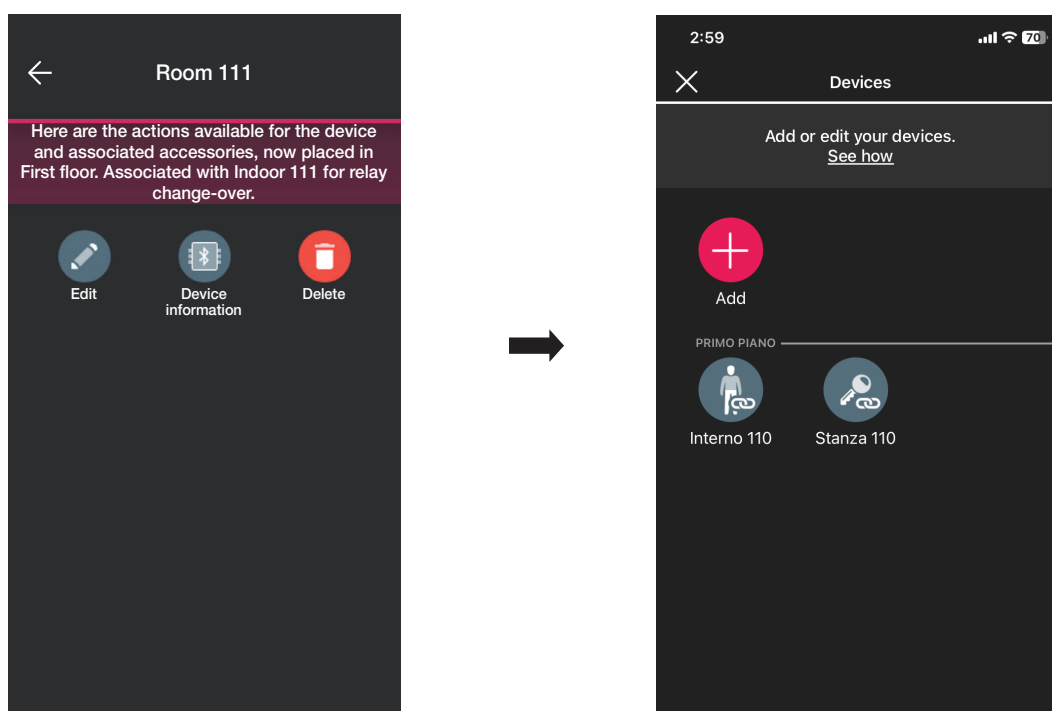 Room 111
Here are the actions available for the device
and associated accessories, now placed in
First floor. Associated with Indoor 111 for relay
change-over.
Edit
Device
information
Delete
2:59
70
Devices
Add or edit your devices.
See how
Add
PRIMO PIANO
Interno 110
Stanza 110